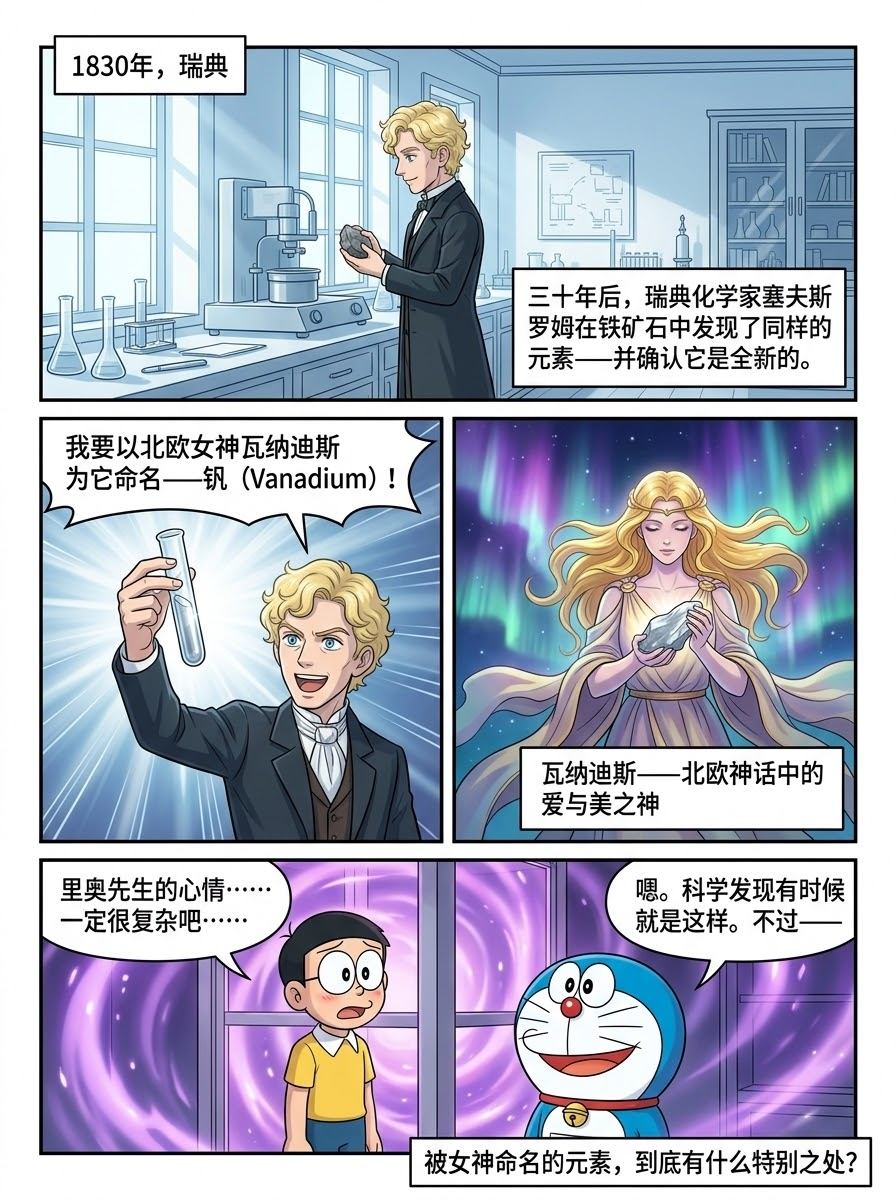 1830年，瑞典
三十年后，瑞典化学家塞夫斯
罗姆在铁矿石中发现了同样的
元素——并确认它是全新的。
我要以北欧女神瓦纳迪斯
为它命名——钒（Vanadium）！
瓦纳迪斯——北欧神话中的
爱与美之神
里奥先生的心情……
一定很复杂吧……
嗯。科学发现有时候
就是这样。不过——
被女神命名的元素，到底有什么特别之处？